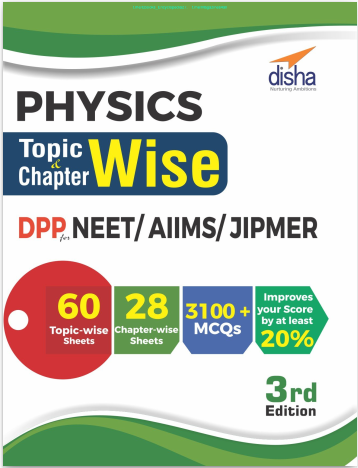 disha
Nurturing Ambitions
PHYSICS
Topic
&
Chapter
Wise
DPP for NEET/ AIIMS/ JIPMER
60
Topic-wise
Sheets
28
Chapter-wise
Sheets
3100 +
MCQs
Improves
your Score
by at least
20%
3rd
Edition